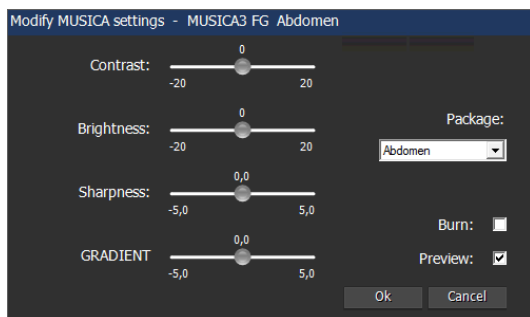 Modify MUSICA settings - MUSICA3 FG Abdomen
0
Contrast:
-20 20
0
Brightness:
-20 20
Package:
Abdomen
0,0
Sharpness:
-5,0 5,0
Burn:
0,0
GRADIENT
-5,0 5,0
Preview:
Ok Cancel